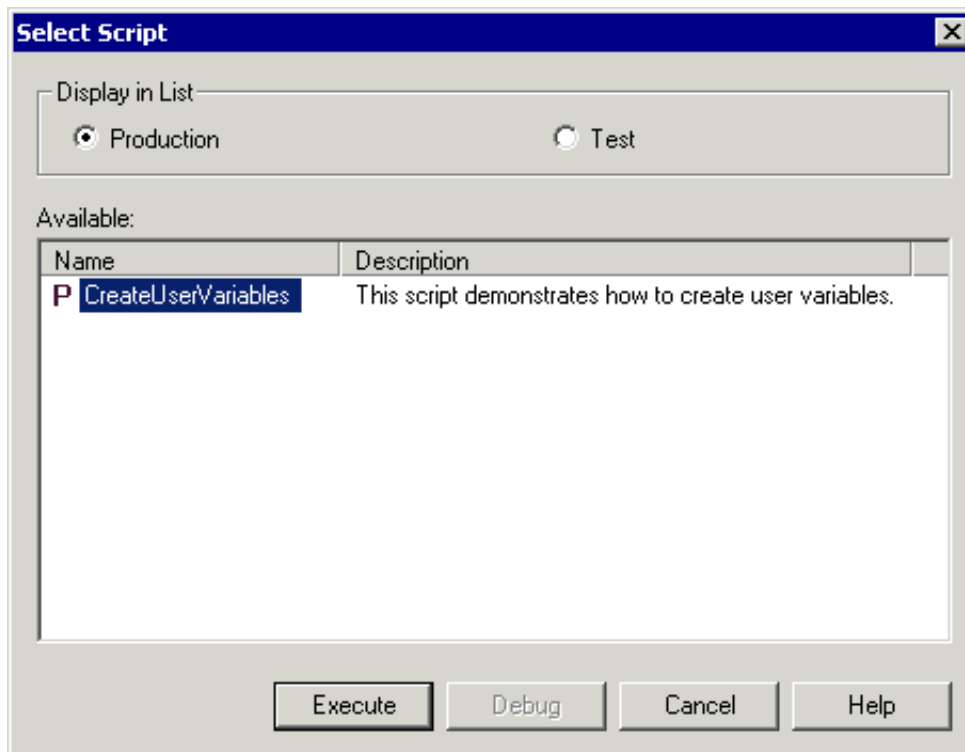 Select Script
Display in List
Production Test
Available:
Name Description
P CreateUserVariables This script demonstrates how to create user variables.
Execute Debug Cancel Help